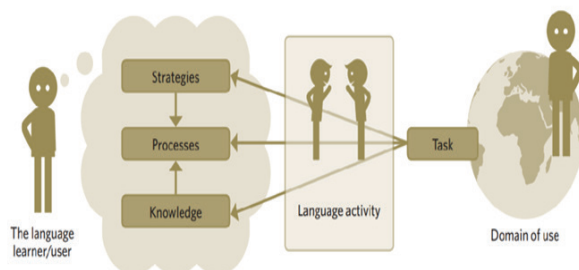 Strategies
Processes
Task
Knowledge
Language activity
The language
learner/user
Domain of use